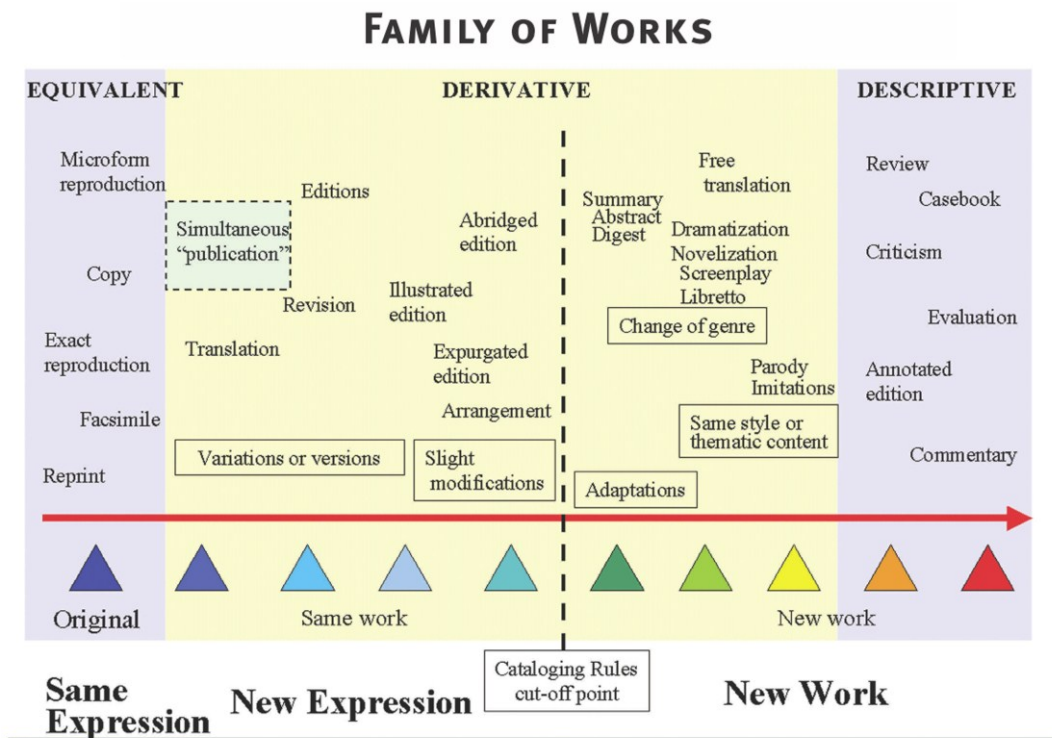 FAMILY OF WORKS
EQUIVALENT
DERIVATIVE
DESCRIPTIVE
Microform
reproduction
Copy
Exact
reproduction
Facsimile
Reprint
Simultaneous
“publication”
Editions
Revision
Translation
Illustrated
edition
Abridged
edition
Expurgated
edition
Arrangement
Variations or versions
Slight
modifications
Free
translation
Summary
Abstract
Digest
Dramatization
Novelization
Screenplay
Libretto
Change of genre
Parody
Imitations
Same style or
thematic content
Adaptations
Review
Casebook
Criticism
Evaluation
Annotated
edition
Commentary
Original
Same work
New work
Cataloging Rules
cut-off point
Same
Expression
New Expression
New Work